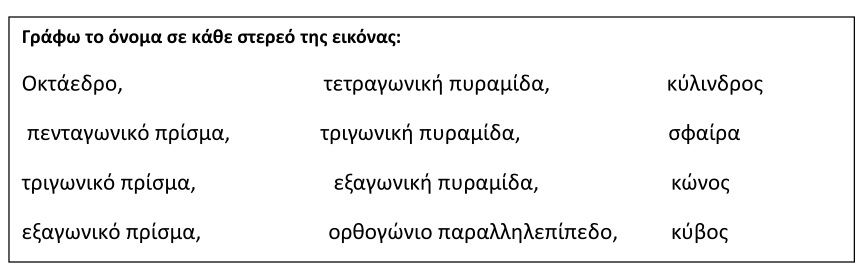 Γράφω το όνομα σε κάθε στερεό της εικόνας:
Οκτάεδρο, τετραγωνική πυραμίδα, κύλινδρος
πενταγωνικό πρίσμα, τριγωνική πυραμίδα, σφαίρα
τριγωνικό πρίσμα, εξαγωνική πυραμίδα, κώνος
εξαγωνικό πρίσμα, ορθογώνιο παραλληλεπίπεδο, κύβος